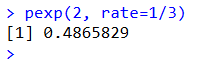 > pexp(2, rate=1/3)
[1] 0.4865829
>